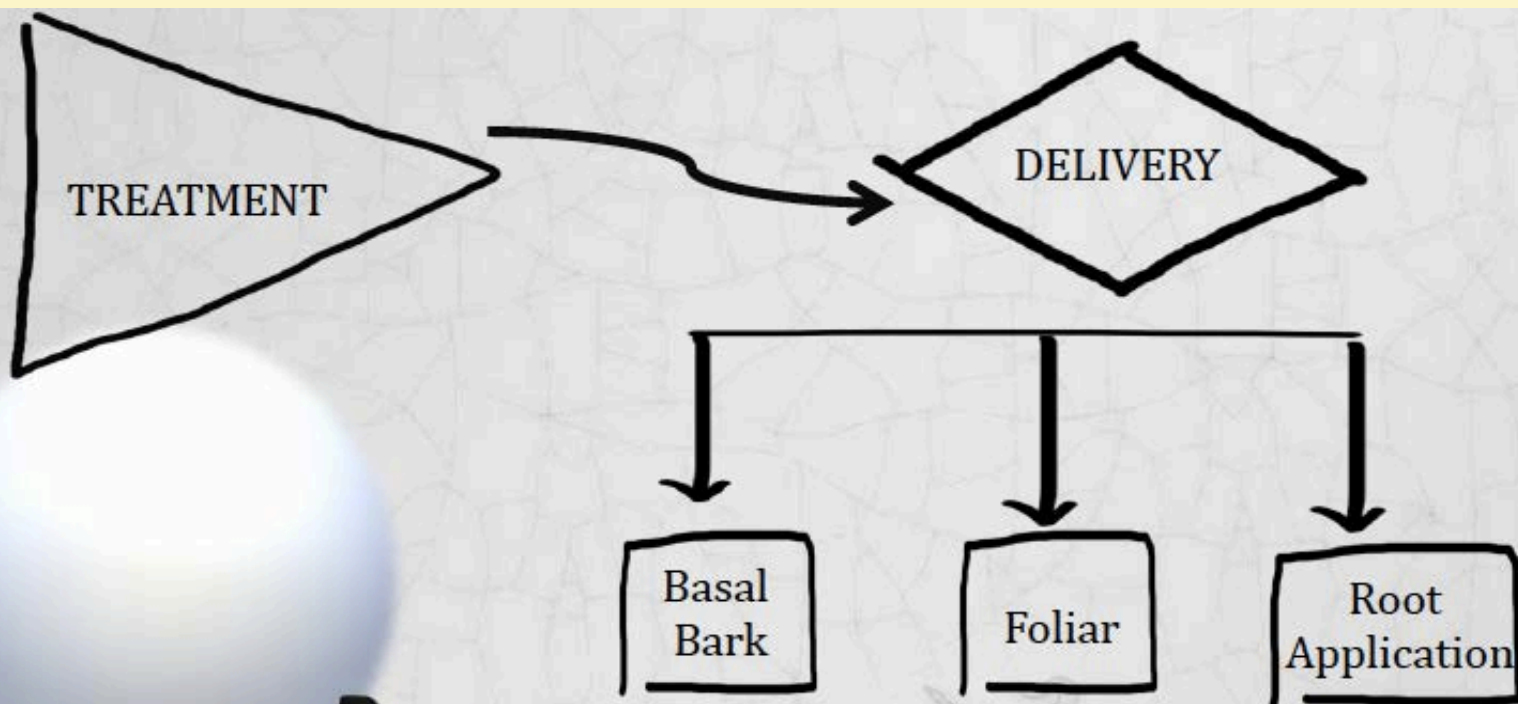 TREATMENT
DELIVERY
Basal
Bark
Foliar
Root
Application